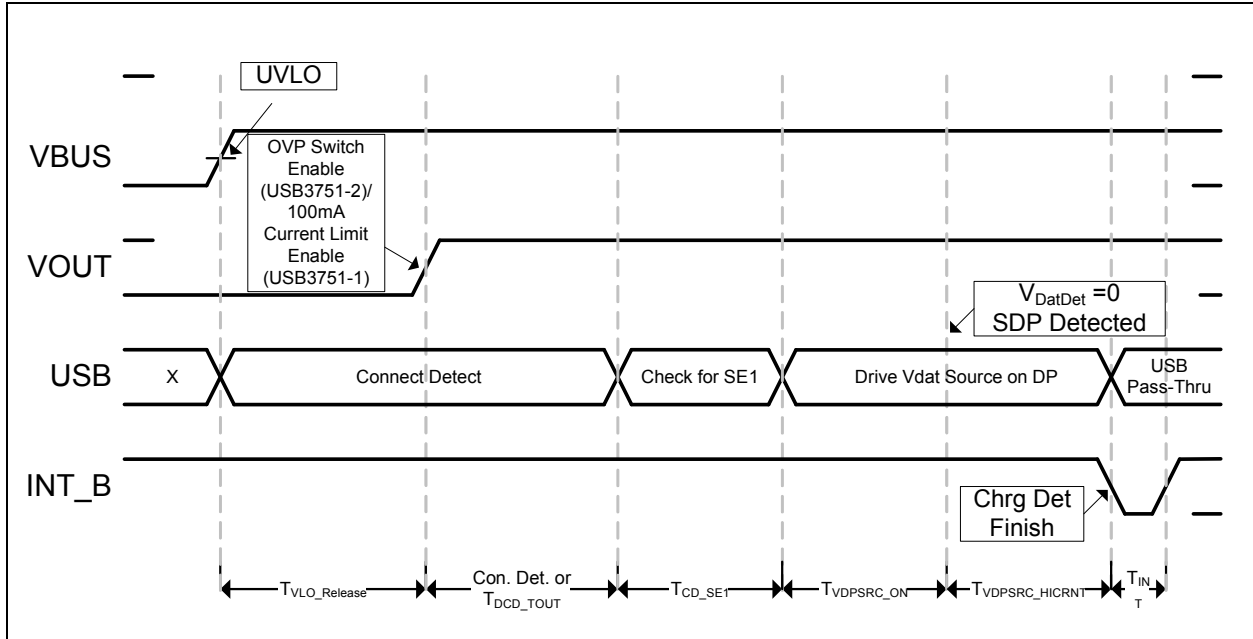 UVLO
VBUS
OVP Switch
Enable
(USB3751-2)/
100mA
Current Limit
Enable
(USB3751-1)
VOUT
VDatDet =0
SDP Detected
USB
X
Connect Detect
Check for SE1
Drive Vdat Source on DP
USB
Pass-Thru
INT_B
Chrg Det
Finish
TVLO_Release
Con. Det. or
TDCD_TOUT
TCD_SE1
TVDPSRC_ON
TVDPSRC_HICRNT
TIN
T